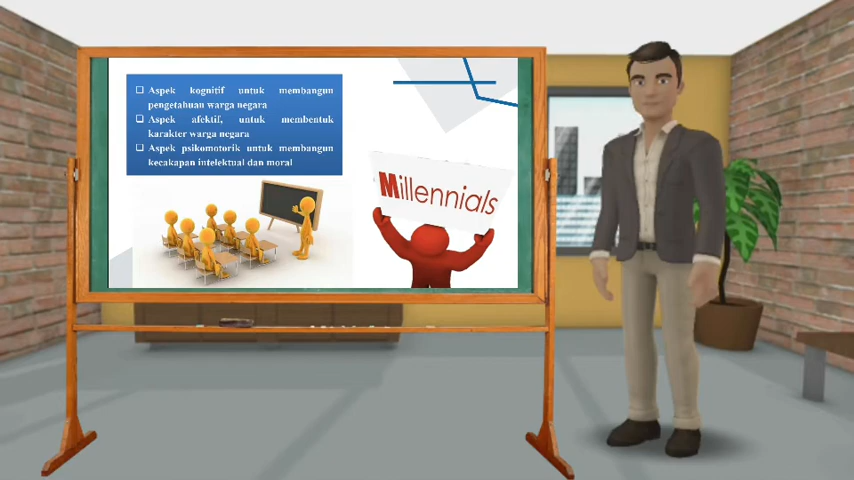 ❑ Aspek kognitif untuk membangun
pengetahuan warga negara
❑ Aspek afektif, untuk membentuk
karakter warga negara
❑ Aspek psikomotorik untuk membangun
kecakapan intelektual dan moral
Millennials